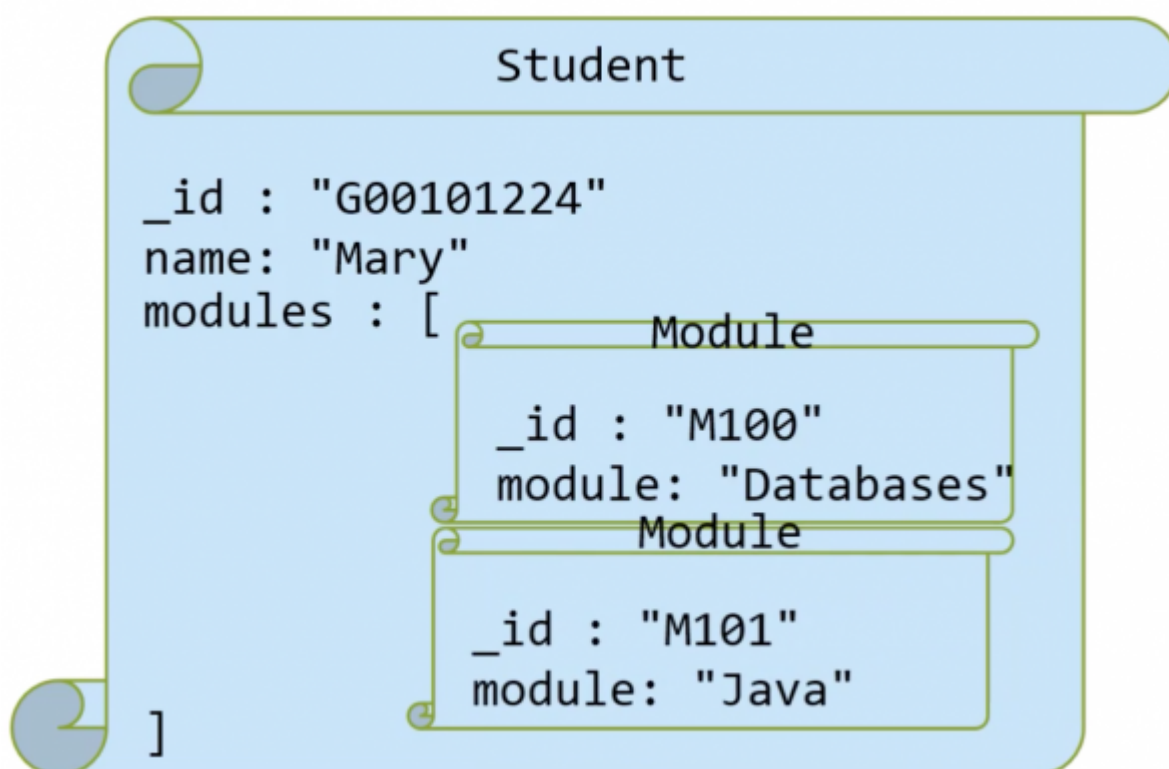 Student
_id : "G00101224"
name: "Mary"
modules : [
Module
_id : "M100"
module: "Databases"
Module
_id : "M101"
module: "Java"
]